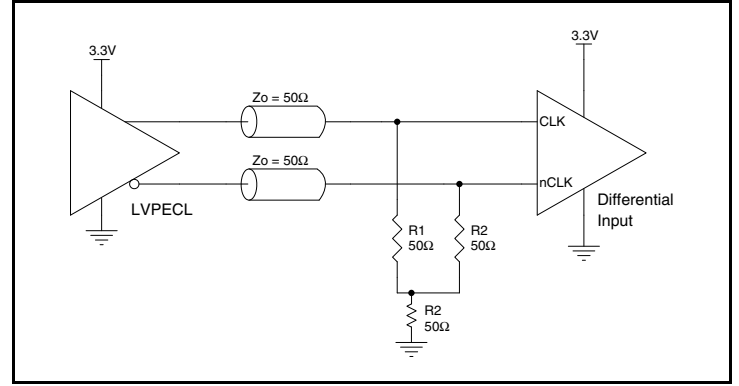 3.3V
3.3V
Zo = 50Ω
CLK
Zo = 50Ω
nCLK
LVPECL
Differential
Input
R1
50Ω
R2
50Ω
R2
50Ω